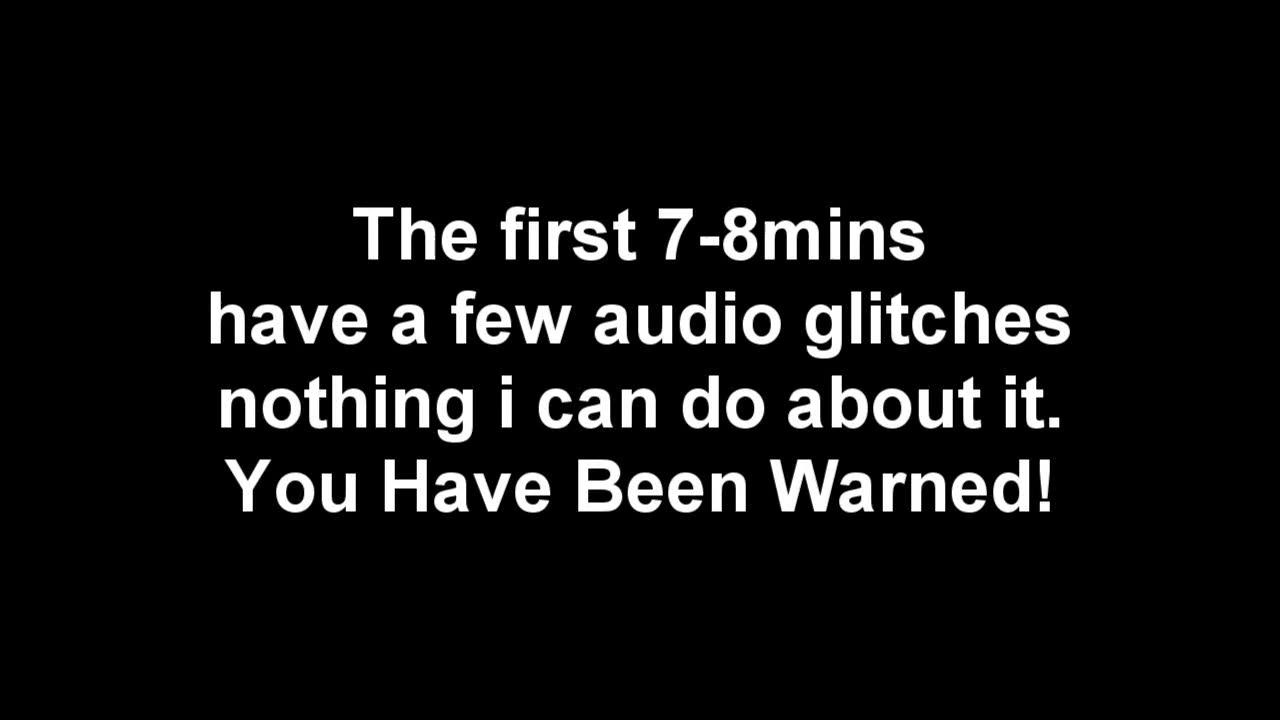 The first 7-8mins
have a few audio glitches
nothing i can do about it.
You Have Been Warned!